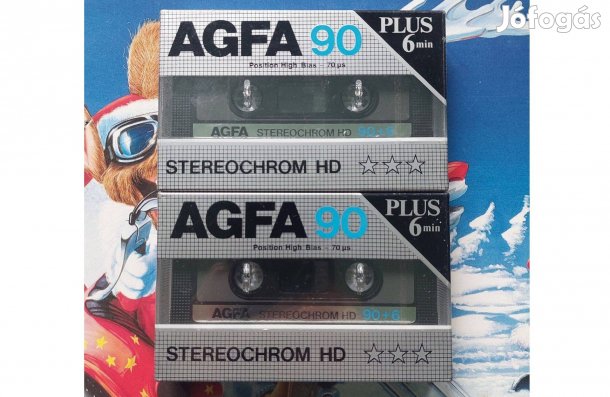 Jófogás
AGFA 90
PLUS
6 min
Position High Bias - 70 µs
AGFA STEREOCHROM HD 90+6
STEREOCHROM HD ☆☆☆
AGFA 90
PLUS
6 min
Position High Bias - 70 µs
AGFA STEREOCHROM HD 90+6
STEREOCHROM HD ☆☆☆